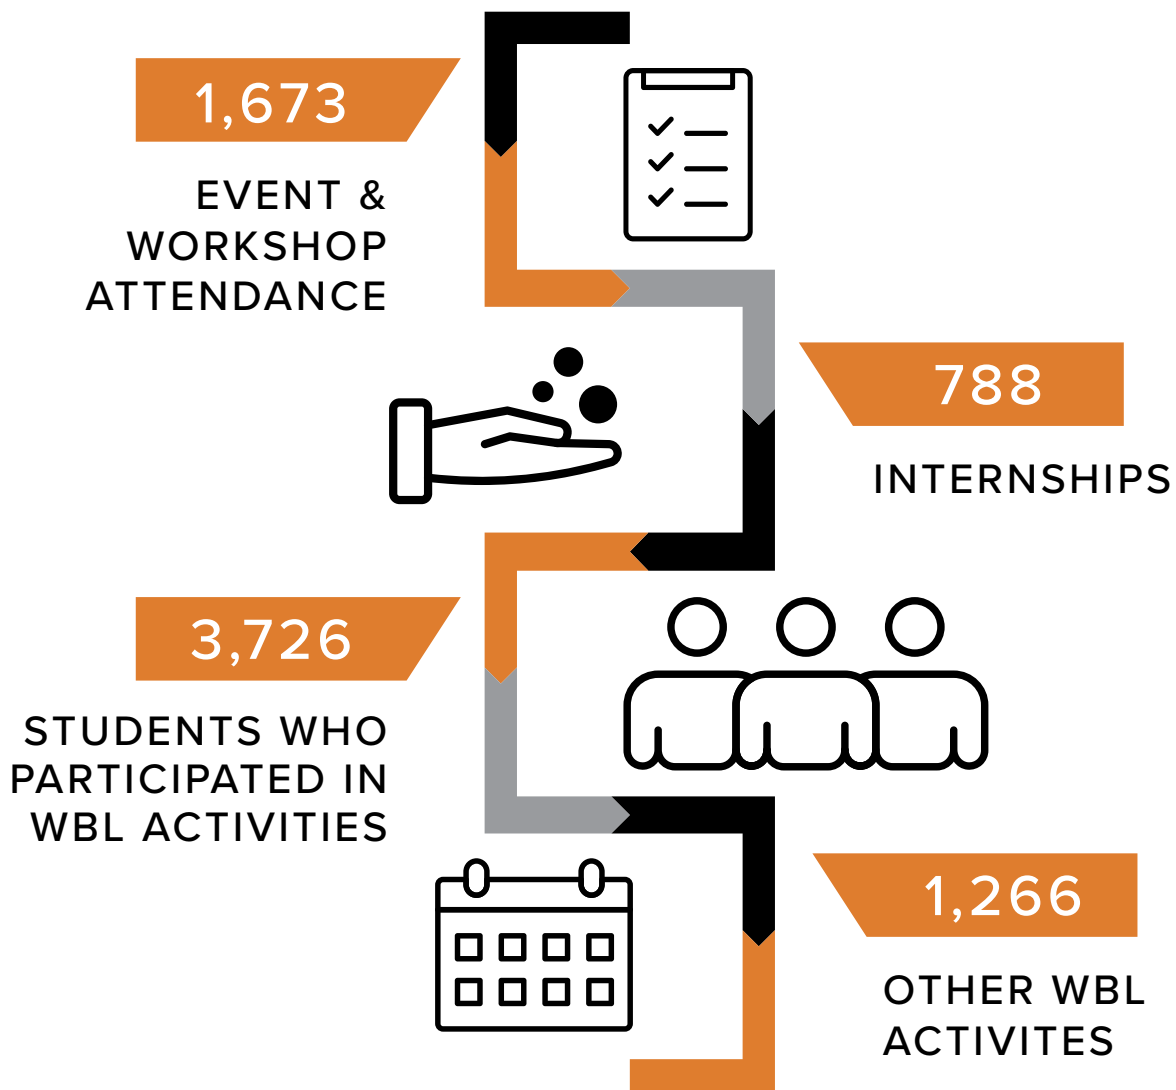 1,673
EVENT &
WORKSHOP
ATTENDANCE
788
INTERNSHIPS
3,726
STUDENTS WHO
PARTICIPATED IN
WBL ACTIVITIES
1,266
OTHER WBL
ACTIVITES